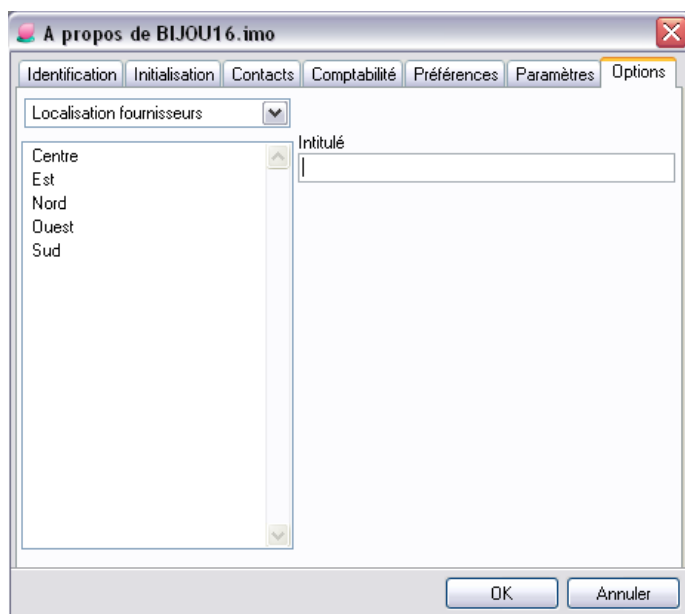 A propos de BIJOU16.imo
Identification Initialisation Contacts Comptabilité Préférences Paramètres Options
Localisation fournisseurs
Intitulé
Centre
Est
Nord
Ouest
Sud
OK Annuler